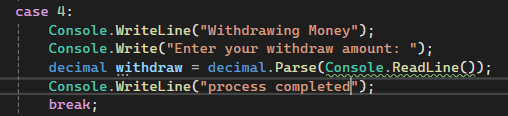 case 4:
Console.WriteLine("Withdrawing Money");
Console.Write("Enter your withdraw amount: ");
decimal withdraw = decimal.Parse(Console.ReadLine());
Console.WriteLine("process completed");
break;